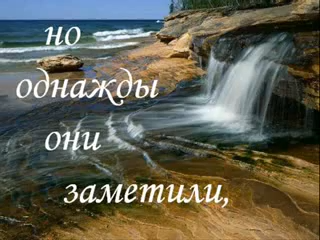 но
однажды
они
заметили,